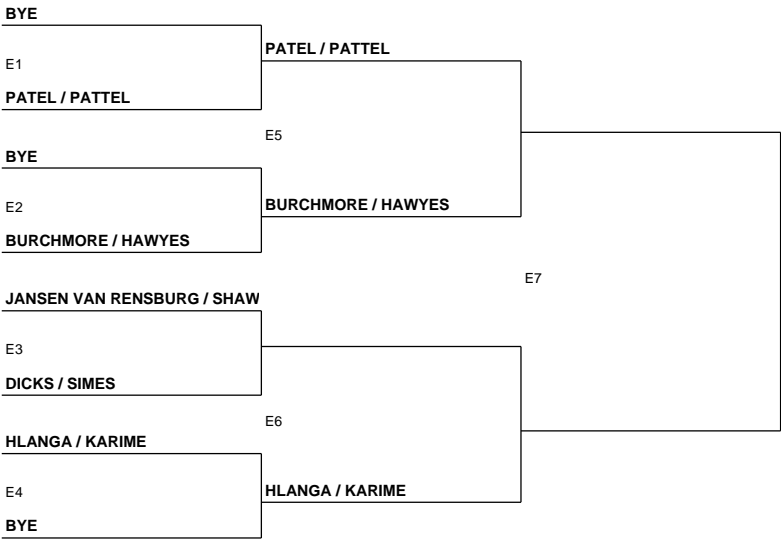 BYE
E1
PATEL / PATTEL
PATEL / PATTEL
E5
BYE
E2
BURCHMORE / HAWYES
BURCHMORE / HAWYES
E7
JANSEN VAN RENSBURG / SHAW
E3
DICKS / SIMES
E6
HLANGA / KARIME
E4
HLANGA / KARIME
BYE